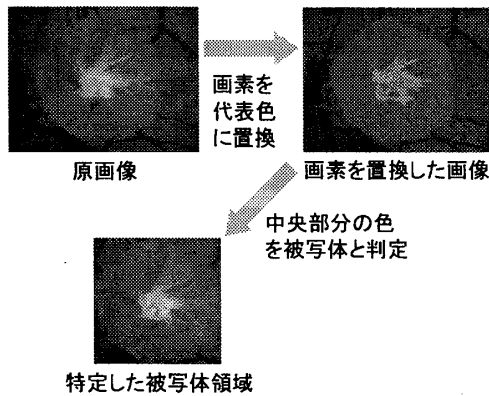 画素を
代表色
に置換
原画像
画素を置換した画像
中央部分の色
を被写体と判定
特定した被写体領域